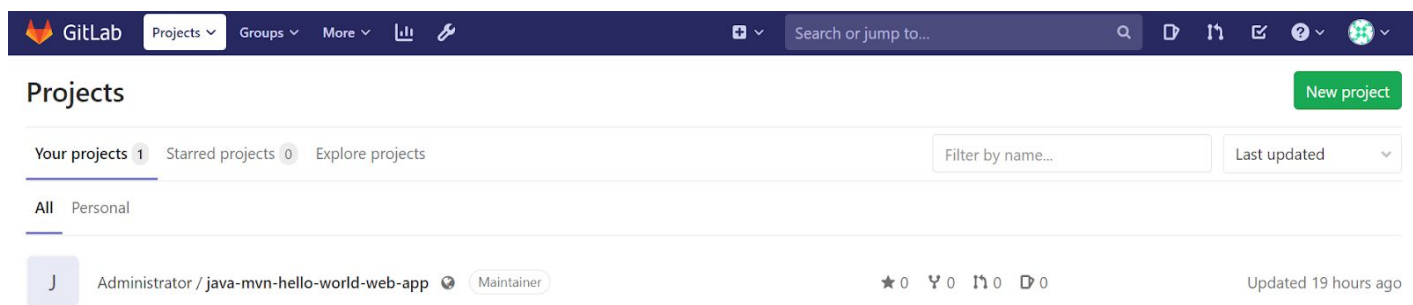 GitLab Projects Groups More Search or jump to...
Projects New project
Your projects 1 Starred projects 0 Explore projects Filter by name... Last updated
All Personal
J Administrator / java-mvn-hello-world-web-app Maintainer 0 0 0 0 Updated 19 hours ago